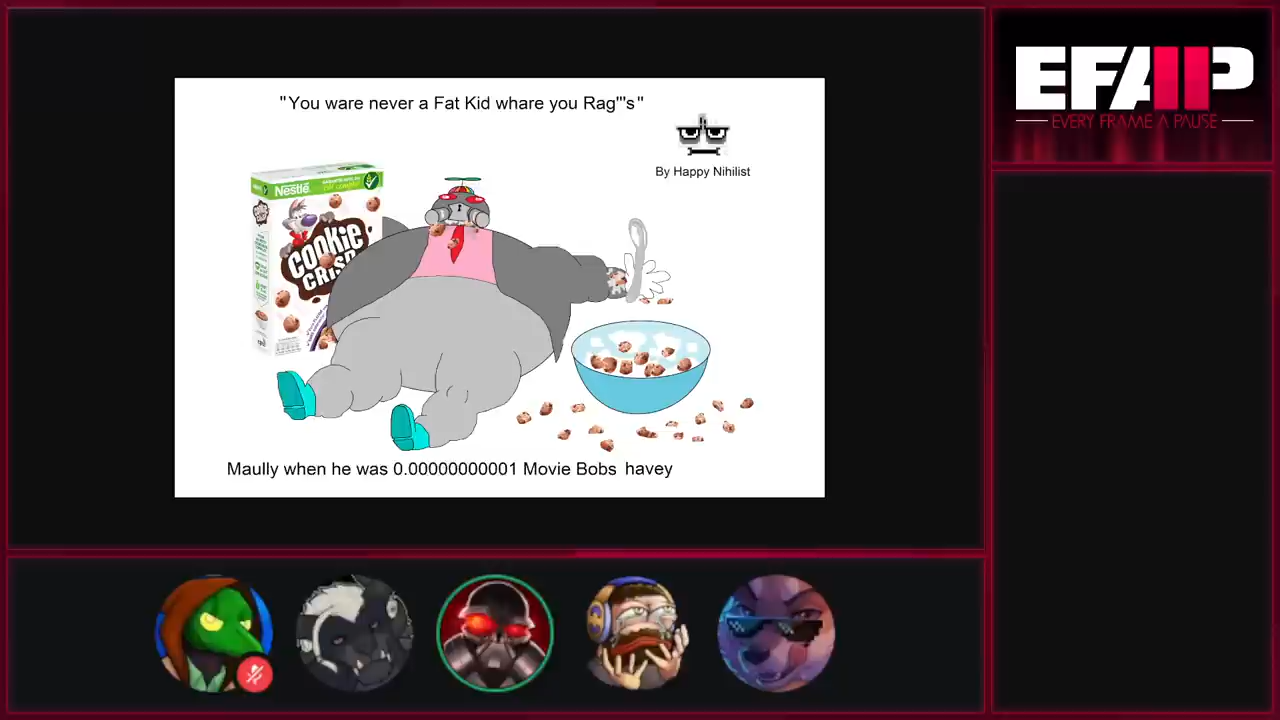 "You ware never a Fat Kid whare you Rag"'s"
By Happy Nihilist
Nestlé
COOKIE
CRISP
Maully when he was 0.00000000001 Movie Bobs havey
EFAP
EVERY FRAME A PAUSE